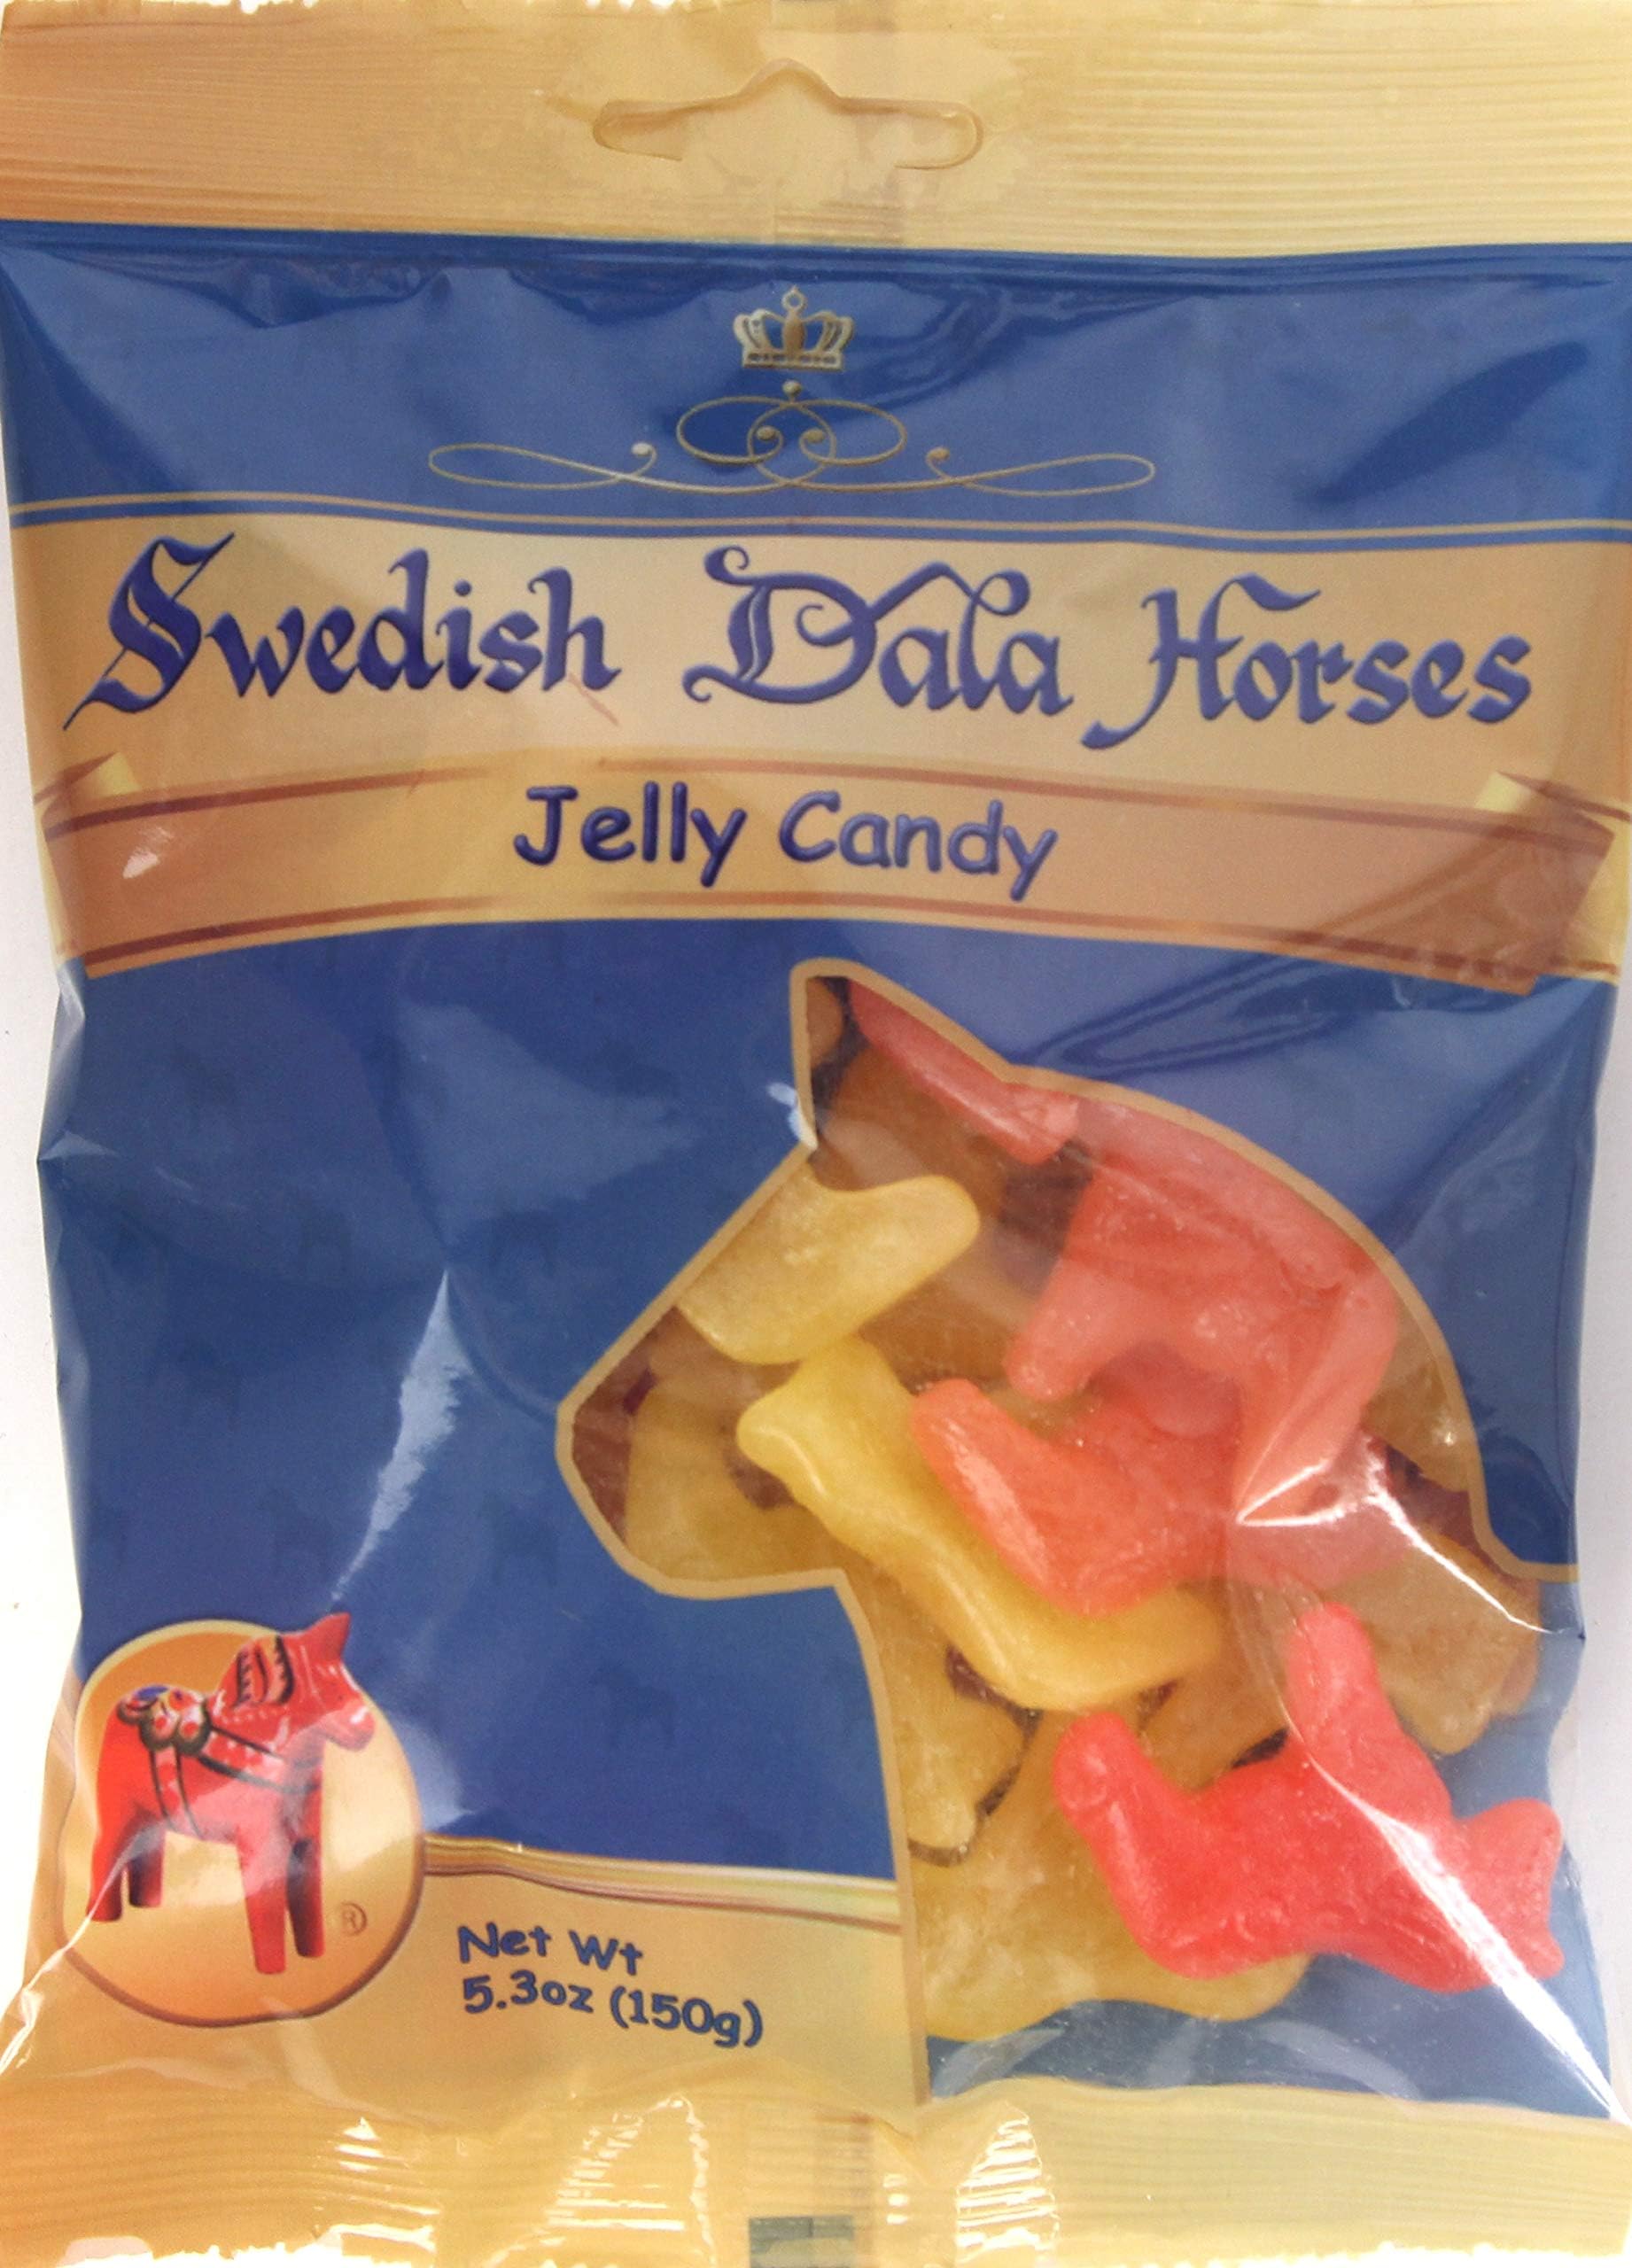 Swedish Dala Horses
Jelly Candy
®
Net Wt
5.3oz (150g)